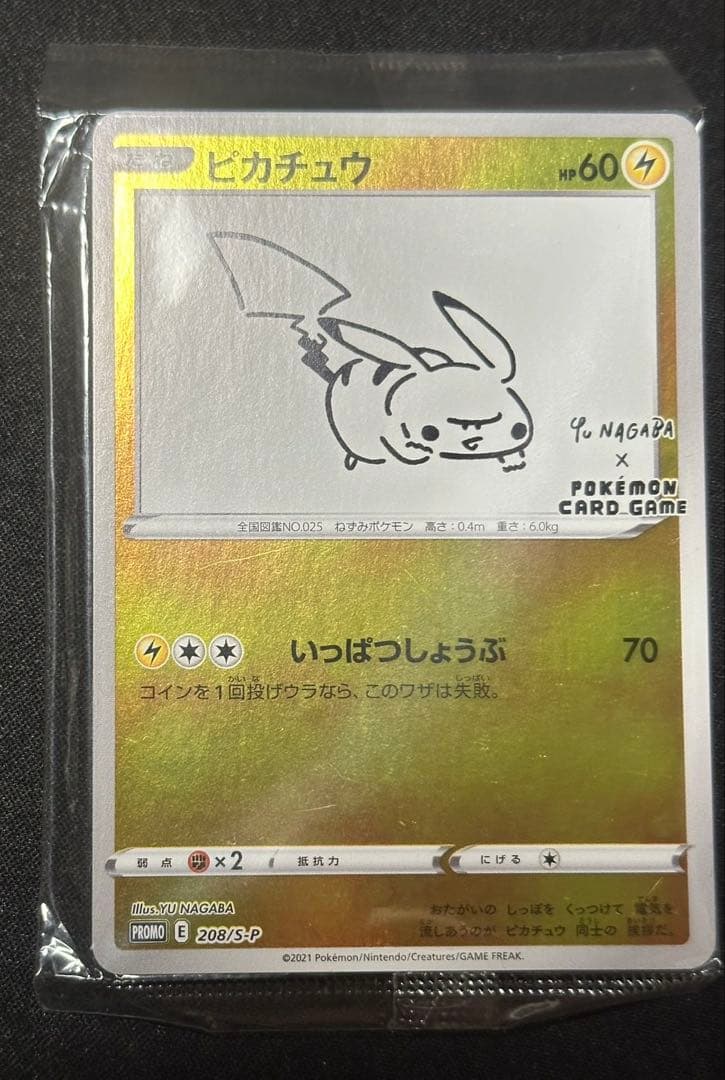 たね ピカチュウ HP60
Yu NAGABA
×
POKÉMON
CARD GAME
全国図鑑NO.025 ねずみポケモン 高さ:0.4m 重さ:6.0kg
いっぱつしょうぶ 70
コインを1回投げウラなら、このワザは失敗。
弱点 ×2 抵抗力 にげる
Illus.YU NAGABA
PROMO E 208/S-P
おたがいの しっぽを くっつけて 電気を
流しあうのが ピカチュウ 同士の 挨拶だ。
©2021 Pokémon/Nintendo/Creatures/GAME FREAK.